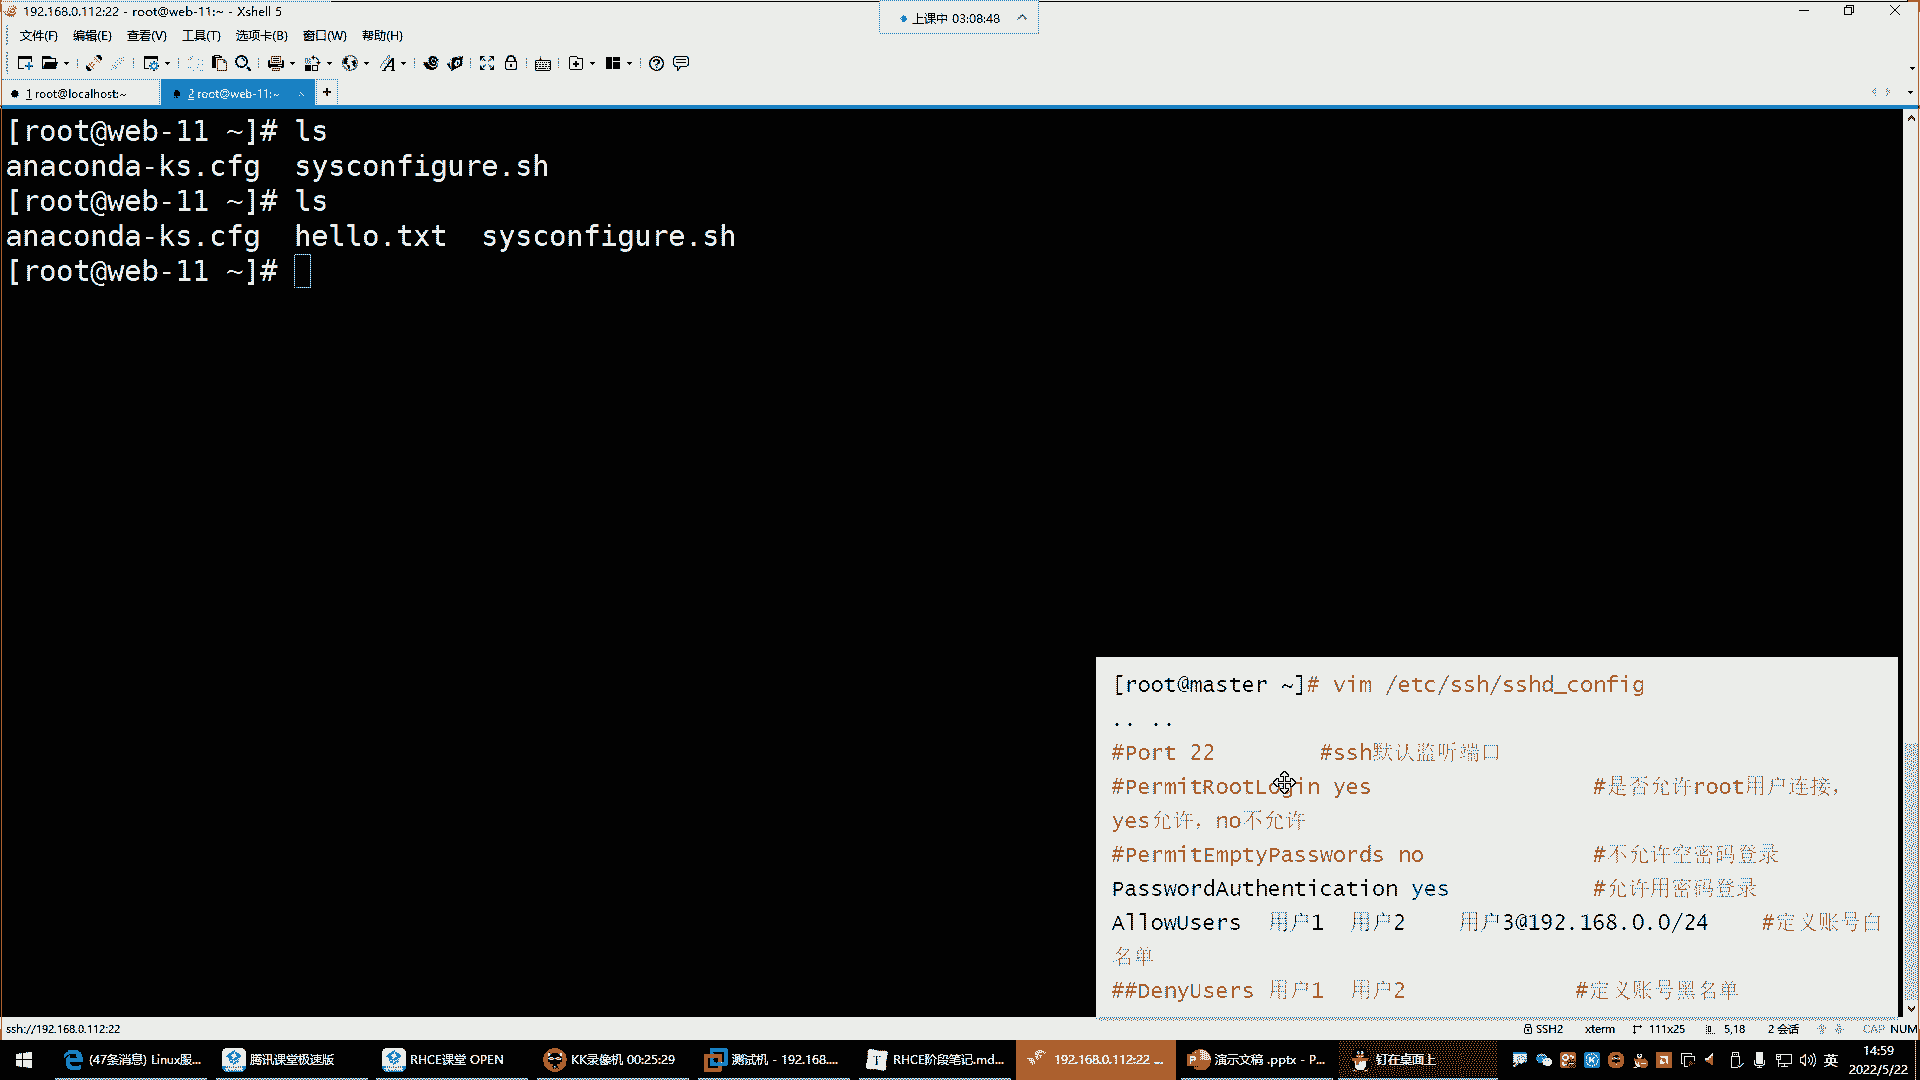 192.168.0.112:22 - root@web-11:~ - Xshell 5
上课中 03:08:48
文件(F) 编辑(E) 查看(V) 工具(T) 选项卡(B) 窗口(W) 帮助(H)
1 root@localhost:~ 2 root@web-11:~
[root@web-11 ~]# ls
anaconda-ks.cfg  sysconfigure.sh
[root@web-11 ~]# ls
anaconda-ks.cfg  hello.txt  sysconfigure.sh
[root@web-11 ~]#
[root@master ~]# vim /etc/ssh/sshd_config
.. ..
#Port 22 #ssh默认监听端口
#PermitRootLogin yes #是否允许root用户连接，
yes允许，no不允许
#PermitEmptyPasswords no #不允许空密码登录
PasswordAuthentication yes #允许用密码登录
AllowUsers 用户1 用户2 用户3@192.168.0.0/24 #定义账号白
名单
##DenyUsers 用户1 用户2 #定义账号黑名单
ssh://192.168.0.112:22 SSH2 xterm 111x25 5,18 2 会话 CAP NUM
(47条消息) Linux服... 腾讯课堂极速版 RHCE课堂 OPEN KK录像机 00:25:29 测试机 - 192.168.... RHCE阶段笔记.md... 192.168.0.112:22 ... 演示文稿 .pptx - P... 钉在桌面上 英 14:59
2022/5/22